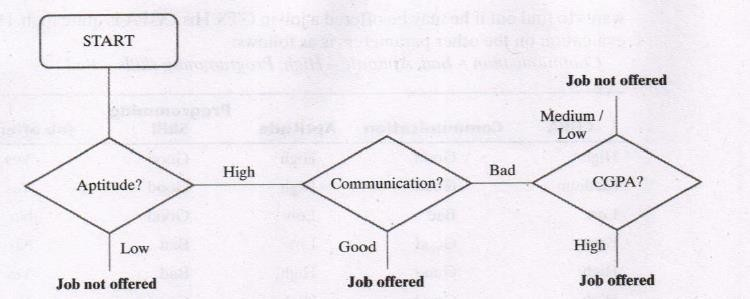 START
Job not offered
Medium /
Low
High
Bad
Aptitude?
Communication?
CGPA?
Low
Good
High
Job not offered
Job offered
Job offered